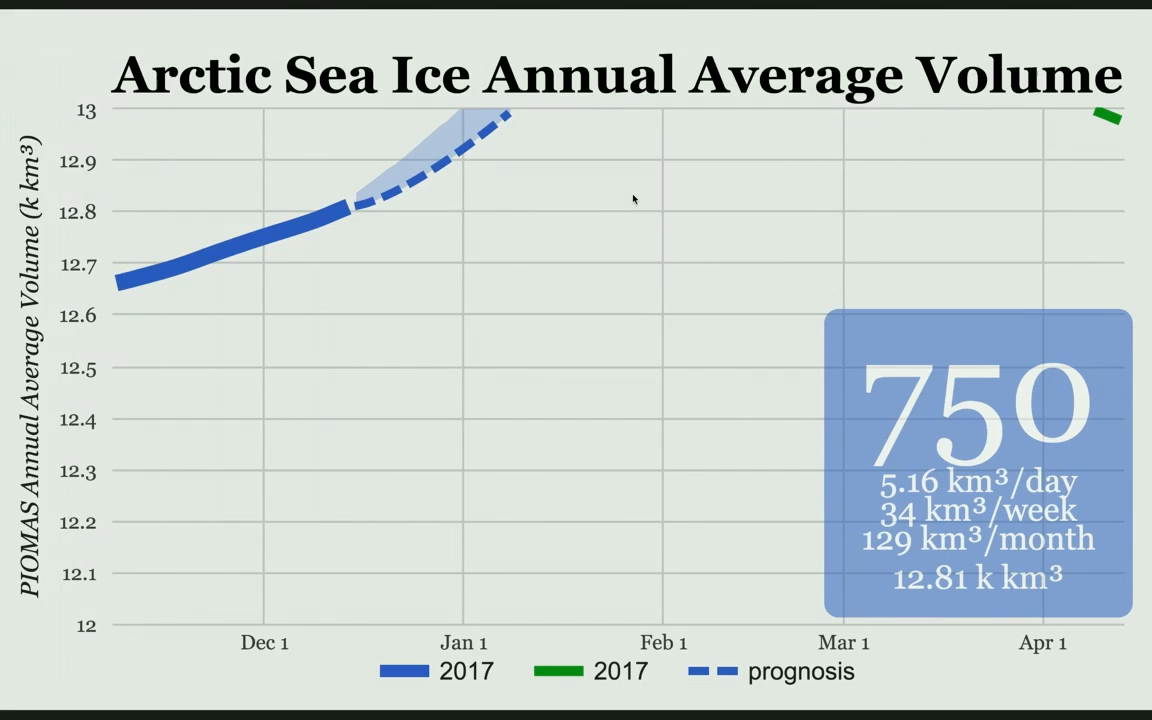 Arctic Sea Ice Annual Average Volume
PIOMAS Annual Average Volume (k km³)
13
12.9
12.8
12.7
12.6
12.5
12.4
12.3
12.2
12.1
12
750
5.16 km³/day
34 km³/week
129 km³/month
12.81 k km³
Dec 1 Jan 1 Feb 1 Mar 1 Apr 1
2017 2017 prognosis